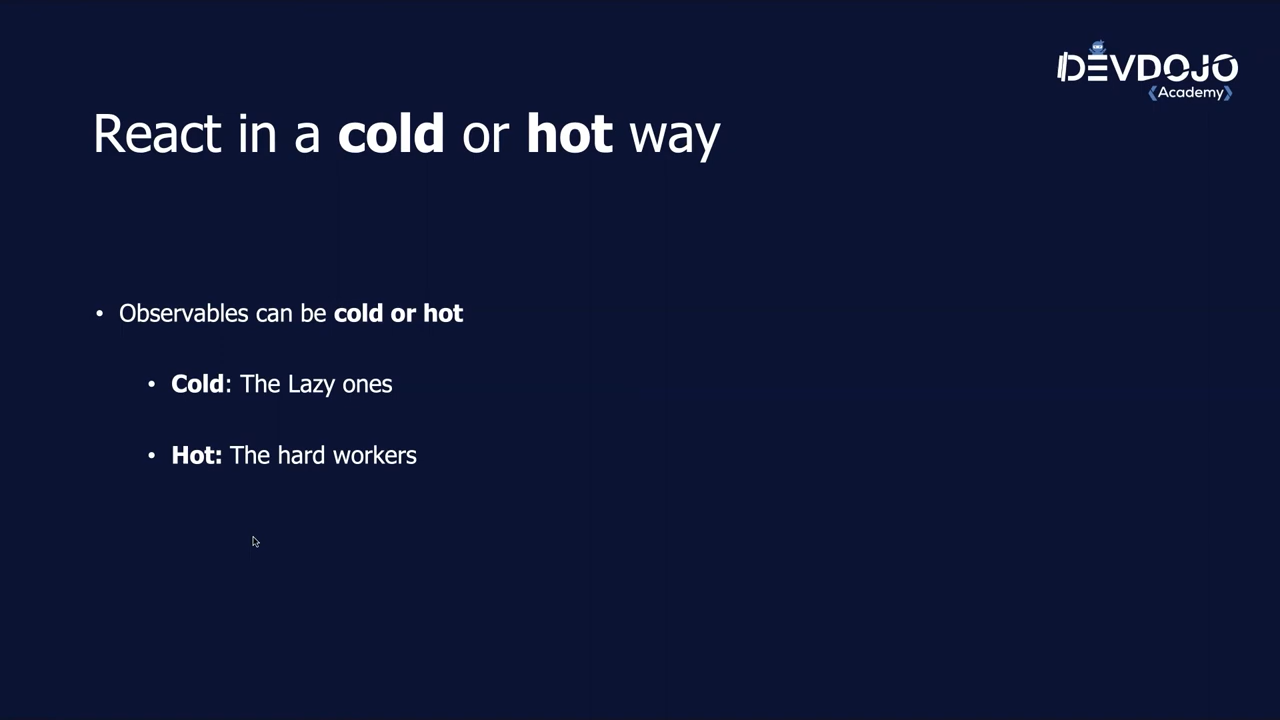 DEVDOJO
Academy
React in a cold or hot way
• Observables can be cold or hot
• Cold: The Lazy ones
• Hot: The hard workers